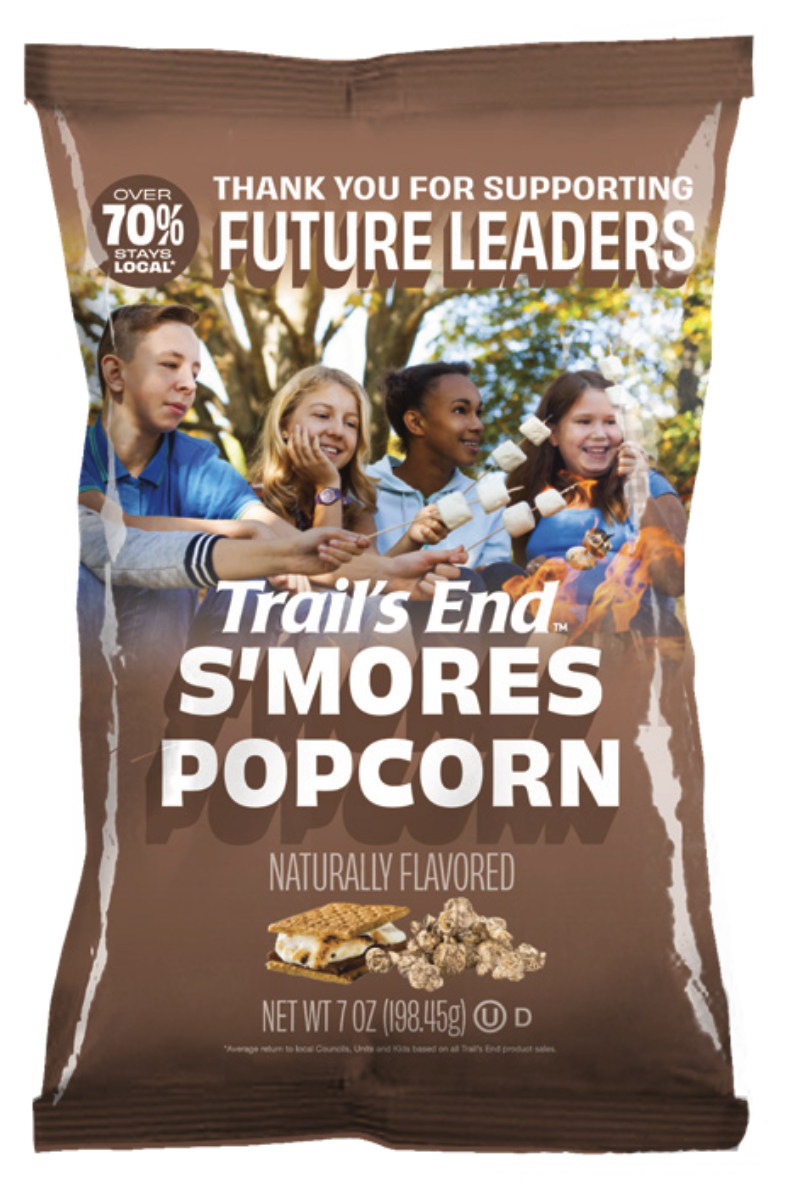 OVER
70%
STAYS
LOCAL*
THANK YOU FOR SUPPORTING
FUTURE LEADERS
Trail's End™
S'MORES
POPCORN
NATURALLY FLAVORED
NET WT 7 OZ (198.45g) Ⓤ D
*Average return to local Councils, Units and Kids based on all Trail's End product sales.